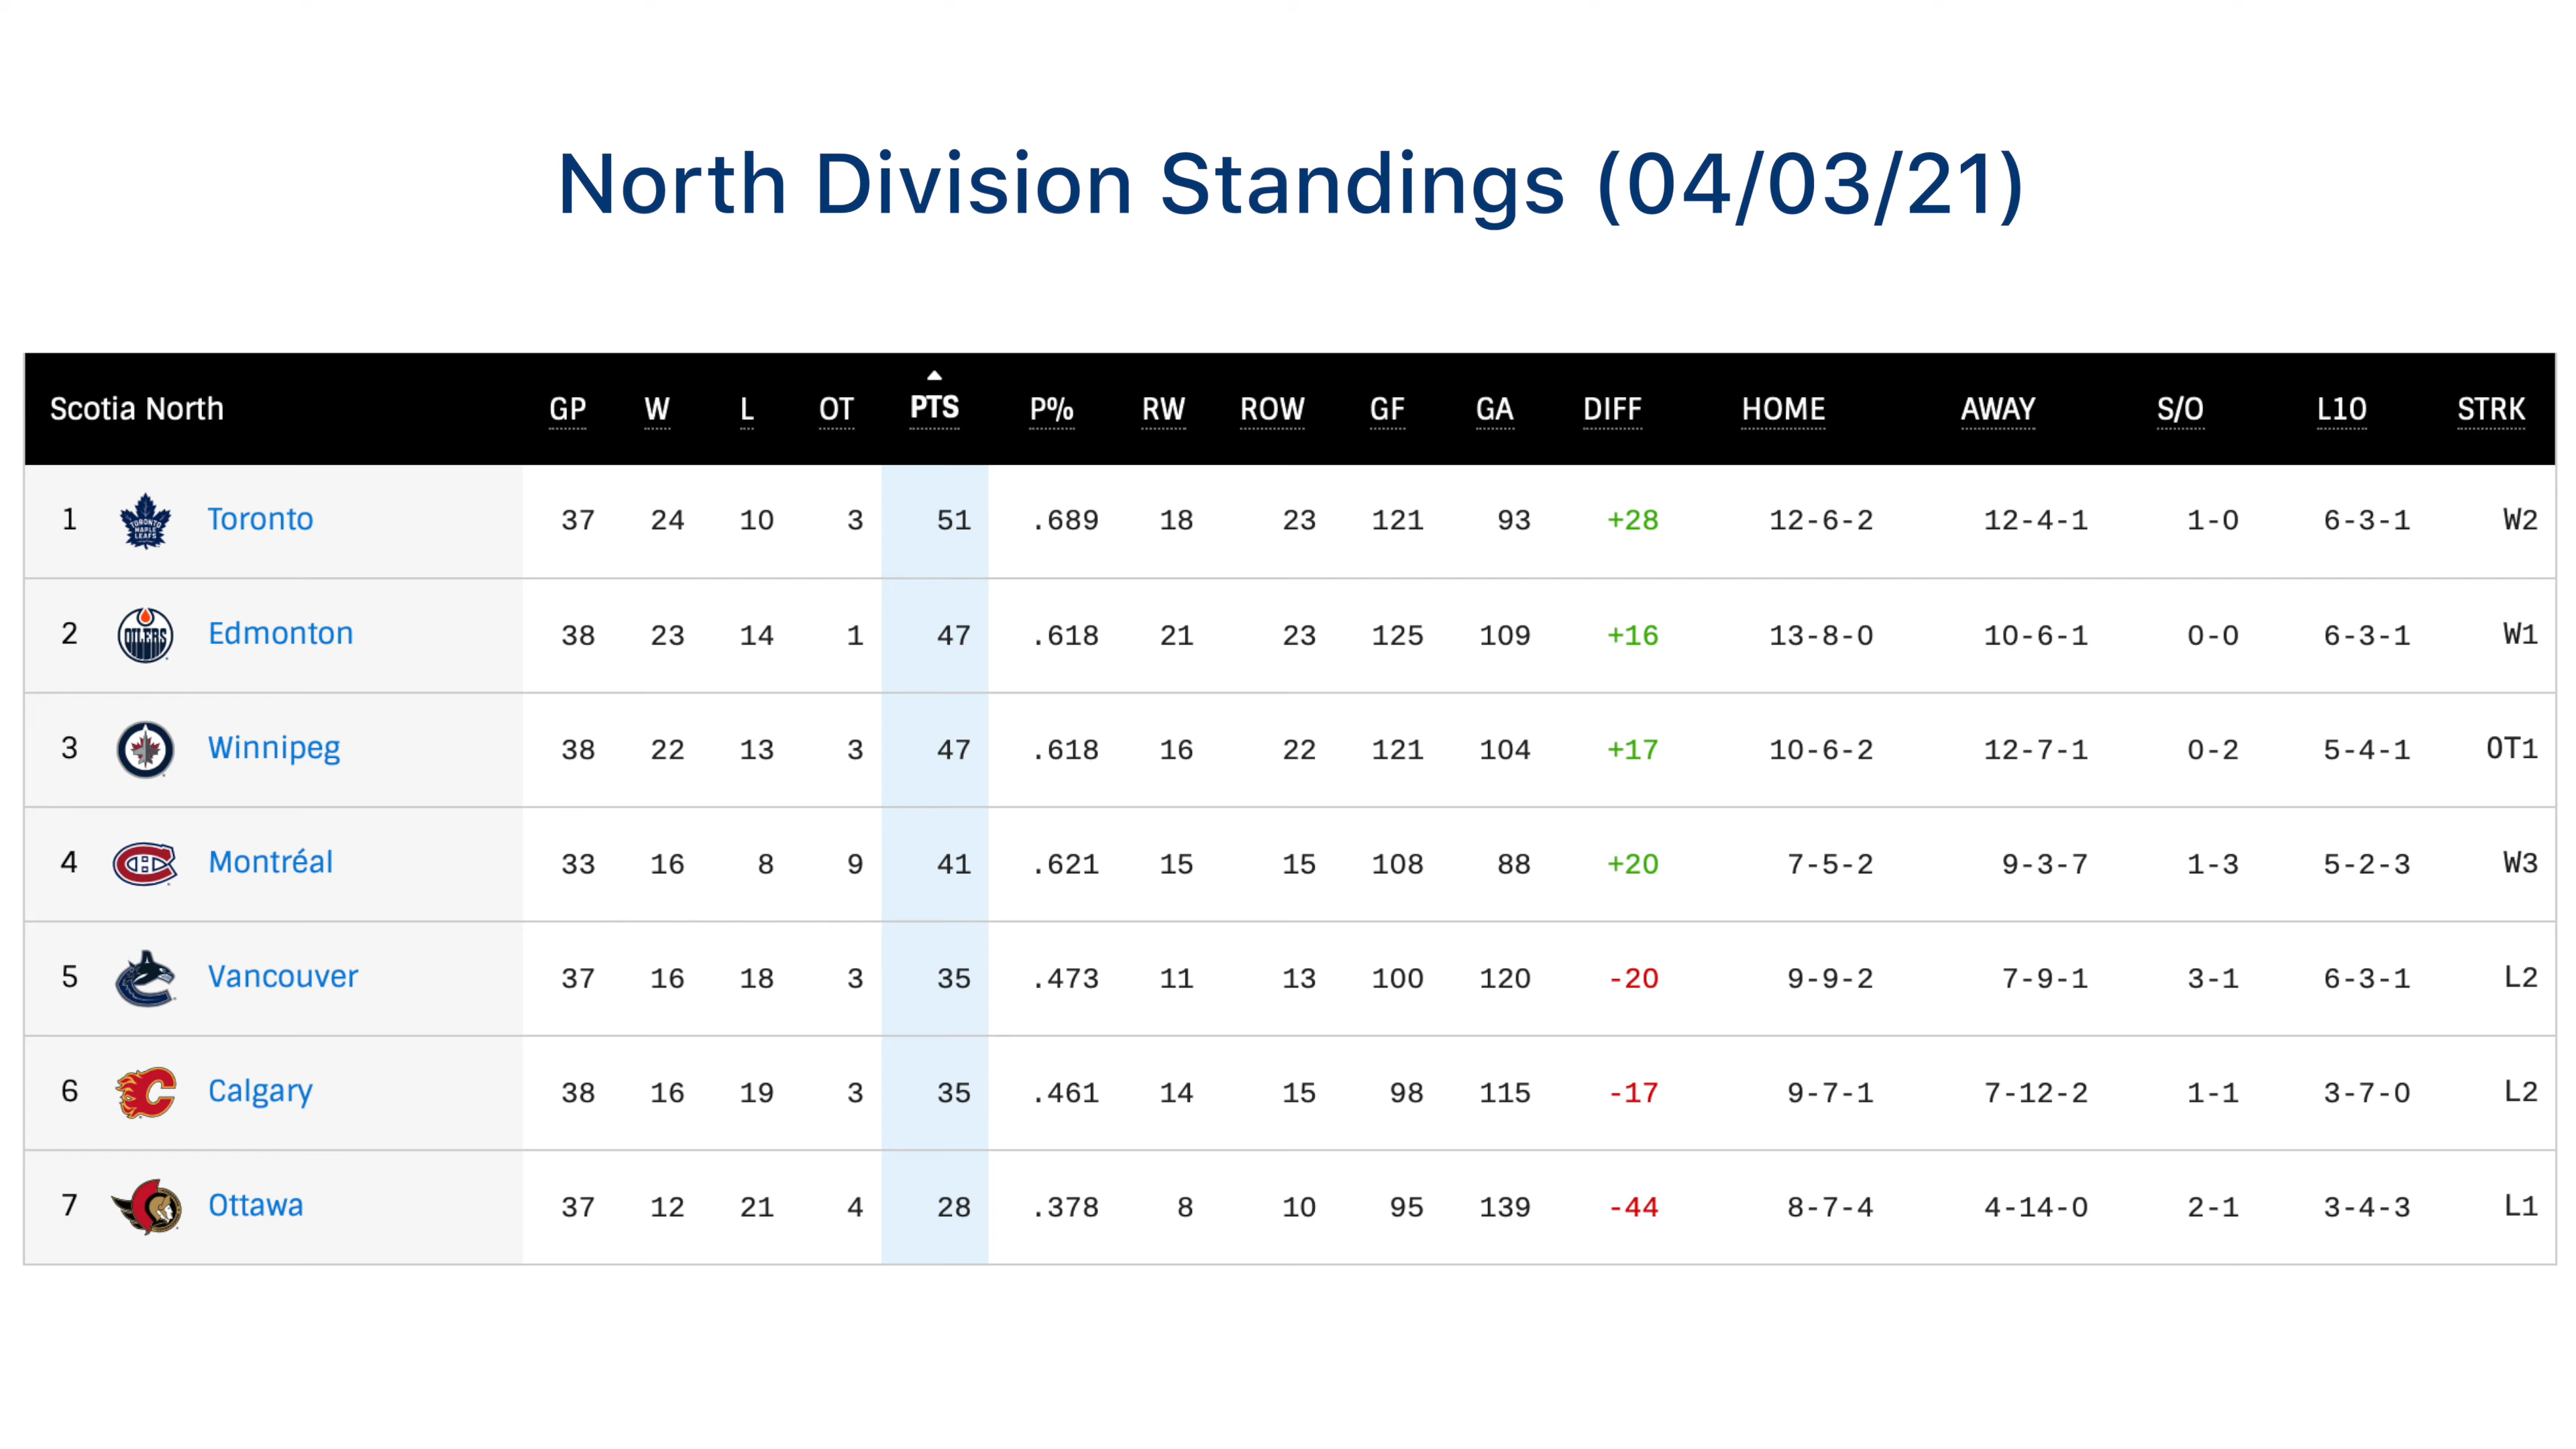 North Division Standings (04/03/21)
Scotia North GP W L OT PTS P% RW ROW GF GA DIFF HOME AWAY S/O L10 STRK
1 TORONTO MAPLE LEAFS Toronto 37 24 10 3 51 .689 18 23 121 93 +28 12-6-2 12-4-1 1-0 6-3-1 W2
2 OILERS Edmonton 38 23 14 1 47 .618 21 23 125 109 +16 13-8-0 10-6-1 0-0 6-3-1 W1
3 Winnipeg 38 22 13 3 47 .618 16 22 121 104 +17 10-6-2 12-7-1 0-2 5-4-1 OT1
4 Montréal 33 16 8 9 41 .621 15 15 108 88 +20 7-5-2 9-3-7 1-3 5-2-3 W3
5 Vancouver 37 16 18 3 35 .473 11 13 100 120 -20 9-9-2 7-9-1 3-1 6-3-1 L2
6 Calgary 38 16 19 3 35 .461 14 15 98 115 -17 9-7-1 7-12-2 1-1 3-7-0 L2
7 Ottawa 37 12 21 4 28 .378 8 10 95 139 -44 8-7-4 4-14-0 2-1 3-4-3 L1